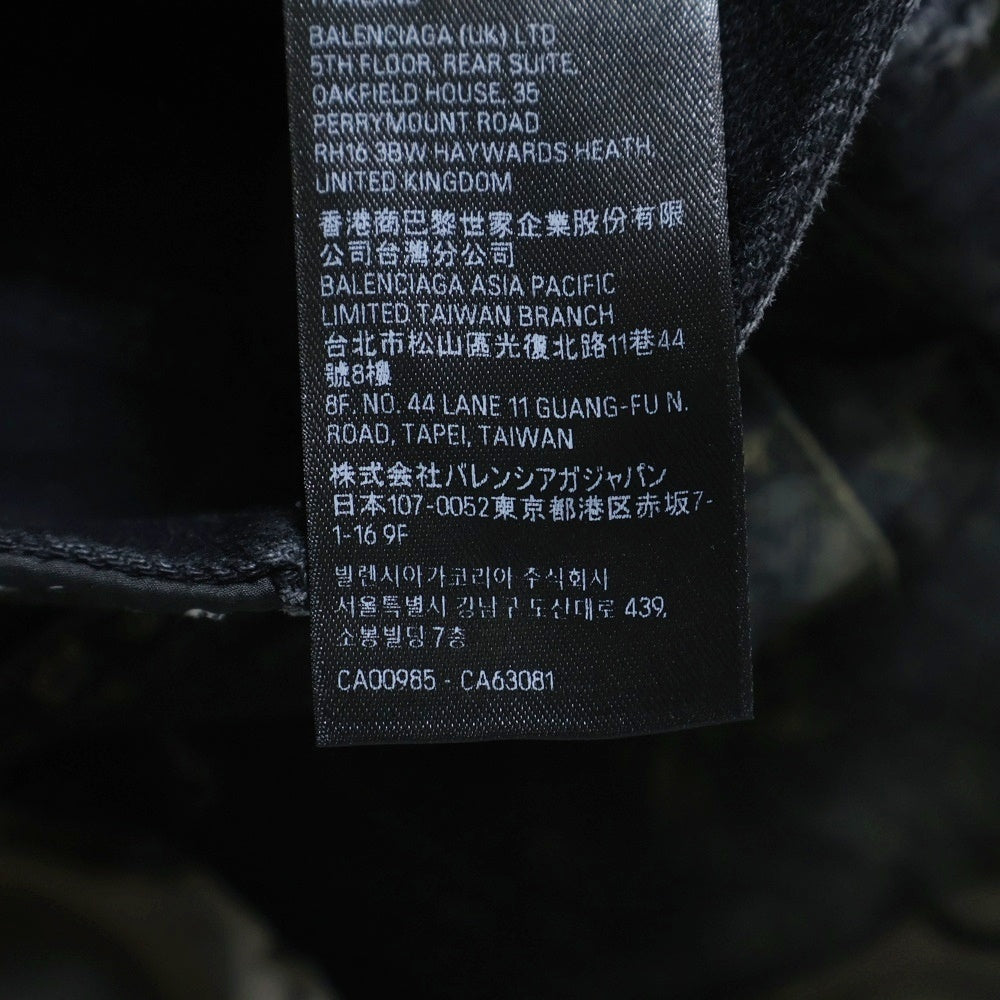 THAILAND
BALENCIAGA (UK) LTD
5TH FLOOR, REAR SUITE,
OAKFIELD HOUSE, 35
PERRYMOUNT ROAD
RH16 3BW HAYWARDS HEATH,
UNITED KINGDOM
香港商巴黎世家企業股份有限
公司台灣分公司
BALENCIAGA ASIA PACIFIC
LIMITED TAIWAN BRANCH
台北市松山區光復北路11巷44
號8樓
8F. NO. 44 LANE 11 GUANG-FU N.
ROAD, TAPEI, TAIWAN
株式会社バレンシアガジャパン
日本107-0052東京都港区赤坂7-
1-16 9F
발렌시아가코리아 주식회사
서울특별시 강남구 도산대로 439,
소봉빌딩 7층
CA00985 - CA63081